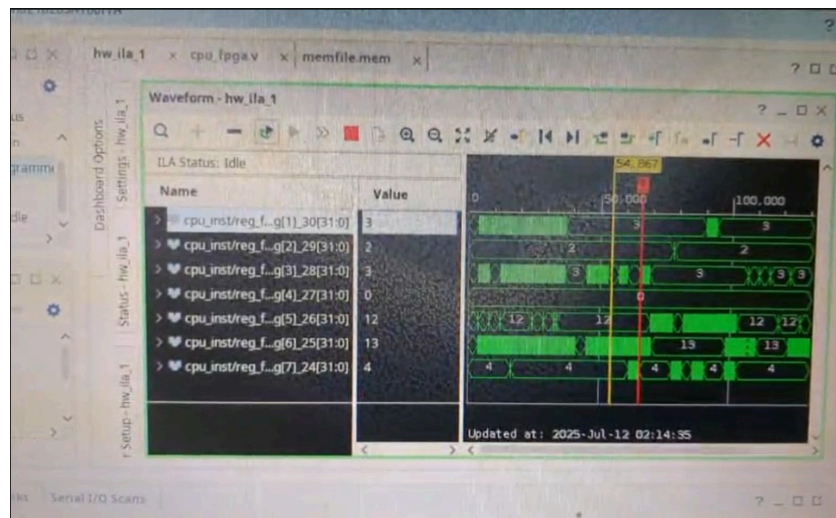 hw_ila_1 × cpu_fpga.v × memfile.mem ×
Waveform - hw_ila_1
ILA Status: Idle
Name Value
cpu_inst/reg_f...g[1]_30[31:0] 3
cpu_inst/reg_f...g[2]_29[31:0] 2
cpu_inst/reg_f...g[3]_28[31:0] 3
cpu_inst/reg_f...g[4]_27[31:0] 0
cpu_inst/reg_f...g[5]_26[31:0] 12
cpu_inst/reg_f...g[6]_25[31:0] 13
cpu_inst/reg_f...g[7]_24[31:0] 4
54,867
0 50,000 100,000
3 3
2 2
3 3 3 3
0
12 12 12 12
13 13
4 4 4 4 4
Updated at: 2025-Jul-12 02:14:35
Dashboard Options
Settings - hw_ila_1
Status - hw_ila_1
r Setup - hw_ila_1
Serial I/O Scans